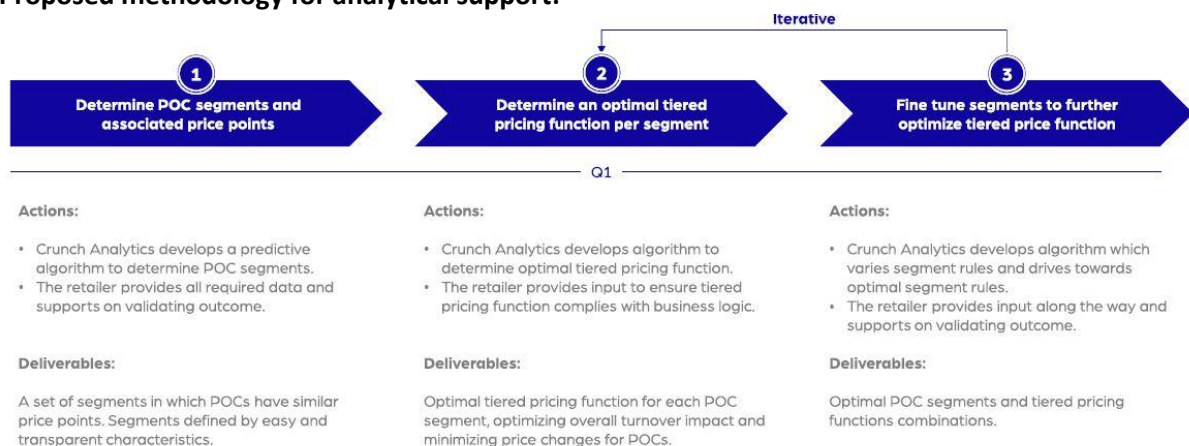 Proposed methodology for analytical support:
Iterative
1
Determine POC segments and
associated price points
2
Determine an optimal tiered
pricing function per segment
3
Fine tune segments to further
optimize tiered price function
Q1
Actions:
• Crunch Analytics develops a predictive
algorithm to determine POC segments.
• The retailer provides all required data and
supports on validating outcome.
Deliverables:
A set of segments in which POCs have similar
price points. Segments defined by easy and
transparent characteristics.
Actions:
• Crunch Analytics develops algorithm to
determine optimal tiered pricing function.
• The retailer provides input to ensure tiered
pricing function complies with business logic.
Deliverables:
Optimal tiered pricing function for each POC
segment, optimizing overall turnover impact and
minimizing price changes for POCs.
Actions:
• Crunch Analytics develops algorithm which
varies segment rules and drives towards
optimal segment rules.
• The retailer provides input along the way and
supports on validating outcome.
Deliverables:
Optimal POC segments and tiered pricing
functions combinations.